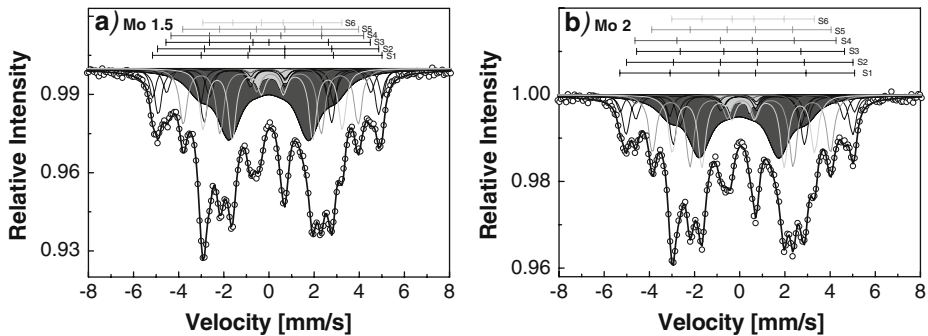 a) Mo 1.5
S6
S5
S4
S3
S2
S1
0.99
0.96
0.93
Relative Intensity
-8 -6 -4 -2 0 2 4 6 8
Velocity [mm/s]
b) Mo 2
S6
S5
S4
S3
S2
S1
1.00
0.98
0.96
Relative Intensity
-8 -6 -4 -2 0 2 4 6 8
Velocity [mm/s]